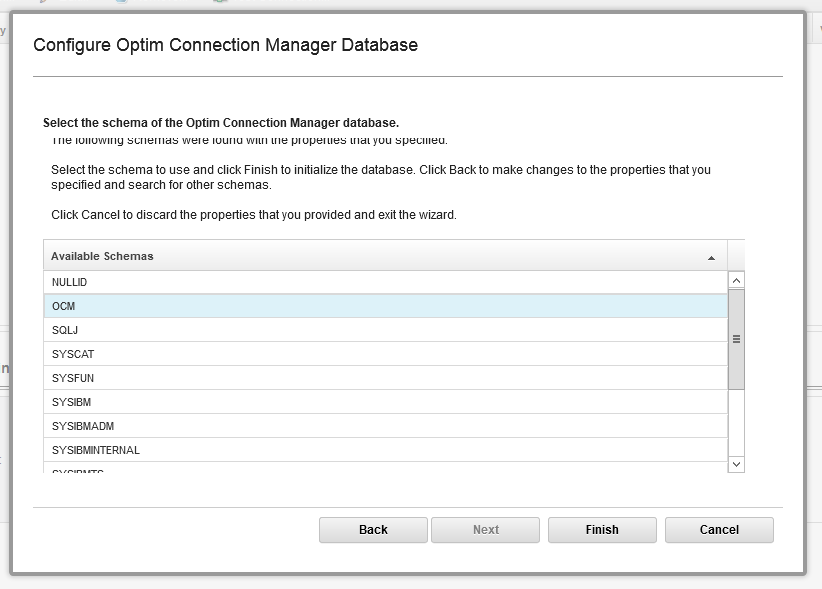 Configure Optim Connection Manager Database
Select the schema of the Optim Connection Manager database.
The following schemas were found with the properties that you specified.
Select the schema to use and click Finish to initialize the database. Click Back to make changes to the properties that you
specified and search for other schemas.
Click Cancel to discard the properties that you provided and exit the wizard.
Available Schemas
NULLID
OCM
SQLJ
SYSCAT
SYSFUN
SYSIBM
SYSIBMADM
SYSIBMINTERNAL
SYSIBMTS
Back Next Finish Cancel